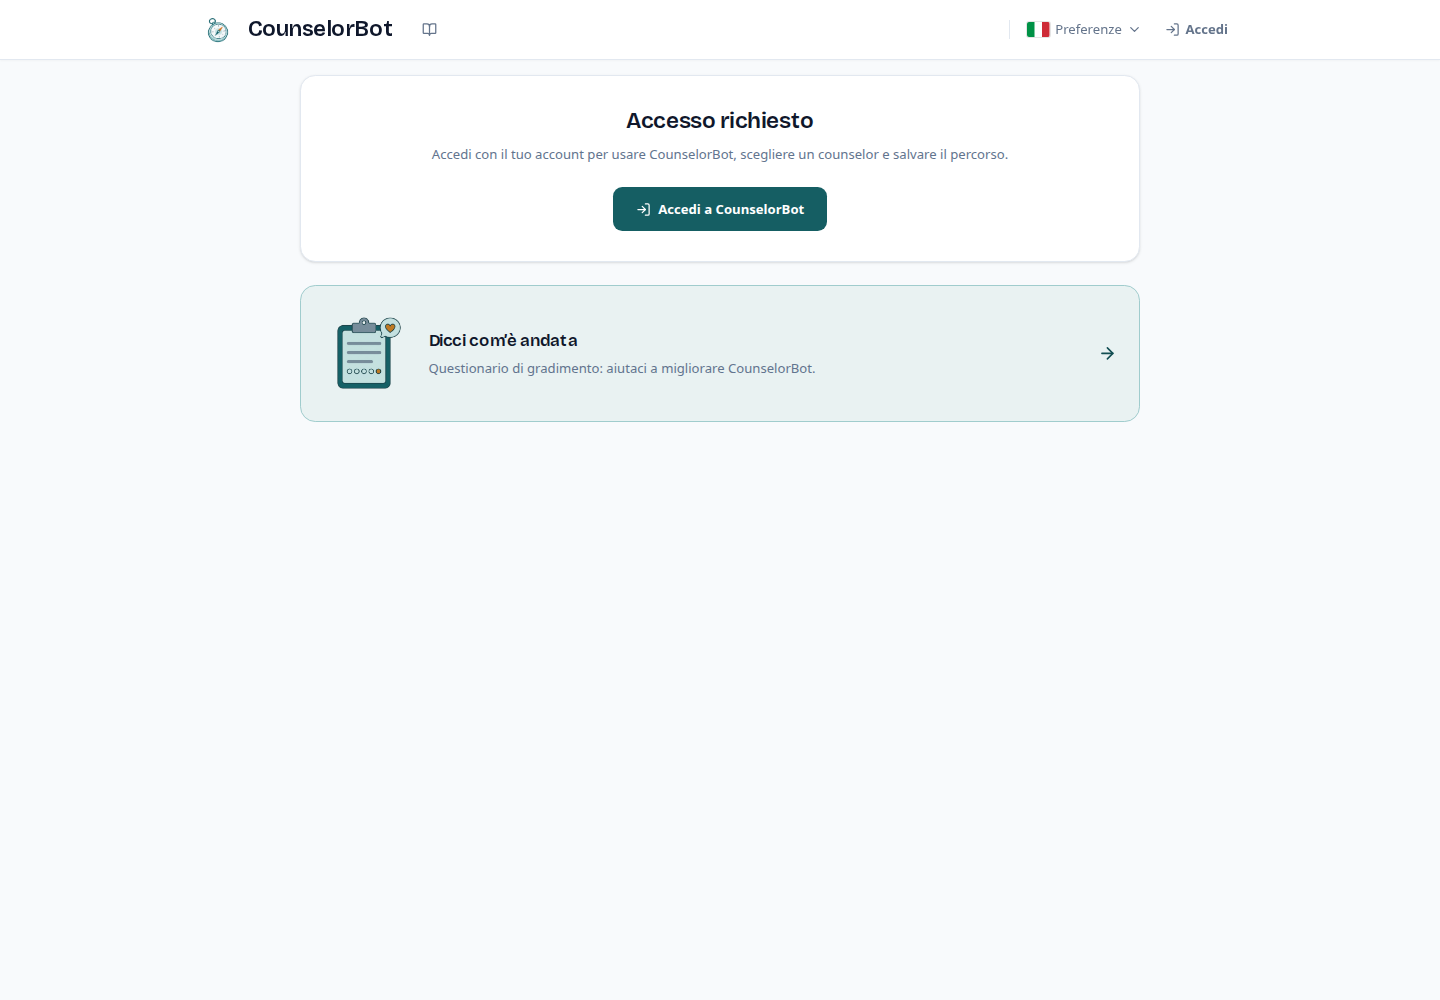 CounselorBot
Preferenze
Accedi
Accesso richiesto
Accedi con il tuo account per usare CounselorBot, scegliere un counselor e salvare il percorso.
Accedi a CounselorBot
Dicci com'è andata
Questionario di gradimento: aiutaci a migliorare CounselorBot.